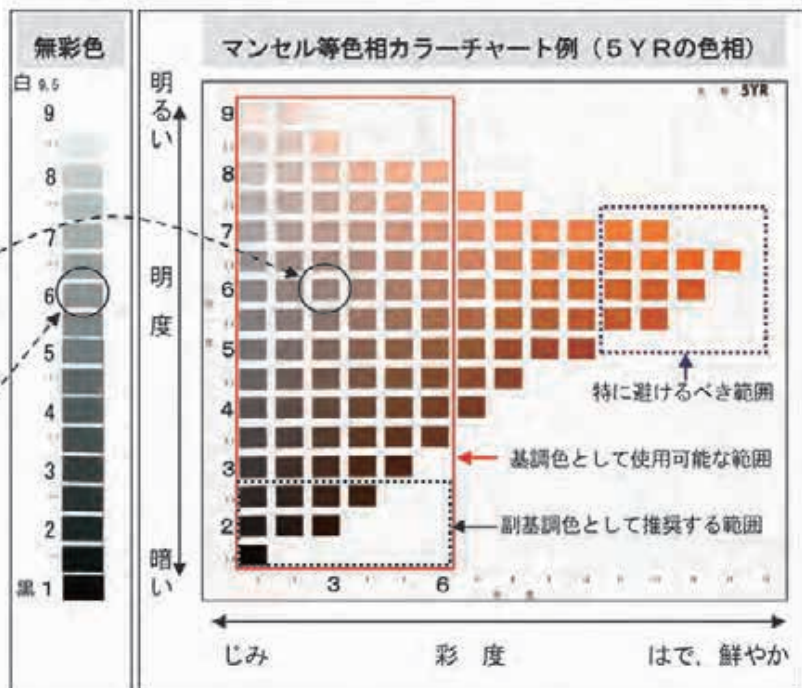 無彩色
白 9.5
9
8
7
6
5
4
3
2
黒 1
マンセル等色相カラーチャート例（５ＹＲの色相）
5YR
明るい
明度
暗い
9
8
7
6
5
4
3
2
3 6
特に避けるべき範囲
基調色として使用可能な範囲
副基調色として推奨する範囲
じみ 彩度 はで、鮮やか